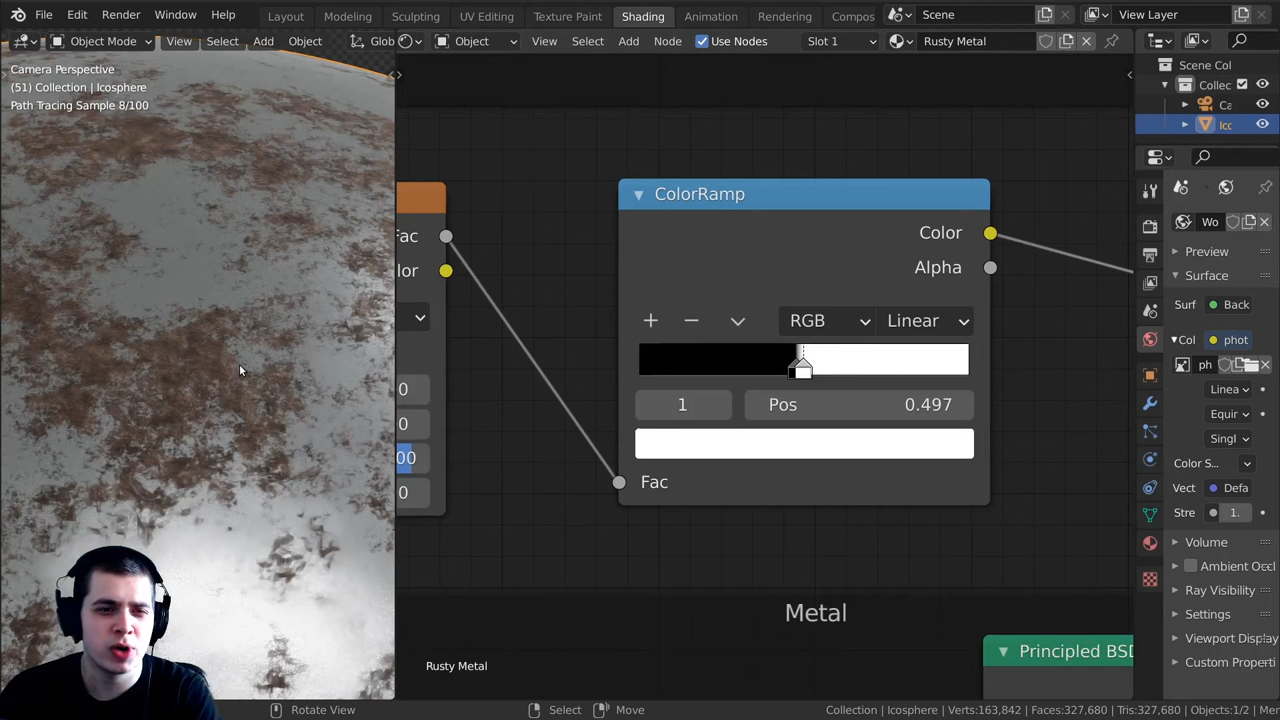 File Edit Render Window Help Layout Modeling Sculpting UV Editing Texture Paint Shading Animation Rendering Compos Scene View Layer
Object Mode View Select Add Object Glob Object View Select Add Node Use Nodes Slot 1 Rusty Metal
Camera Perspective
(51) Collection | Icosphere
Path Tracing Sample 8/100
Scene Col
Collec
Ca
Ico
ColorRamp
Color
Alpha
Fac
lor
+ − RGB Linear
1 Pos 0.497
0
0
00
0
Fac
Metal
Principled BSD
Rusty Metal
Wo
Preview
Surface
Surf Back
Col phot
ph
Linea
Equir
Singl
Color S...
Vect Defa
Stre 1.
Volume
Ambient Occ
Ray Visibility
Settings
Viewport Display
Custom Properti
Rotate View Select Move Collection | Icosphere | Verts:163,842 | Faces:327,680 | Tris:327,680 | Objects:1/2 | Mem